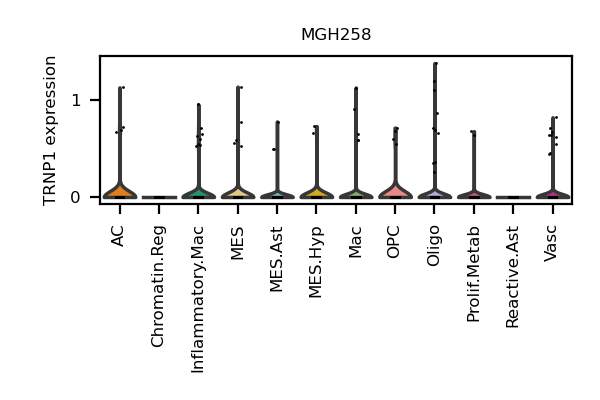 MGH258
TRNP1 expression
1
0
AC
Chromatin.Reg
Inflammatory.Mac
MES
MES.Ast
MES.Hyp
Mac
OPC
Oligo
Prolif.Metab
Reactive.Ast
Vasc